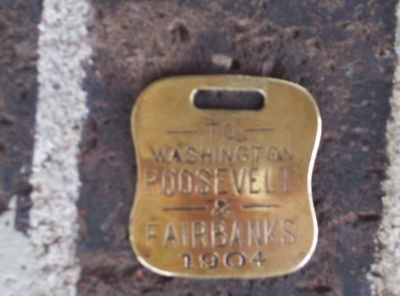 — TO —
WASHINGTON
ROOSEVELT
— & —
FAIRBANKS
1904